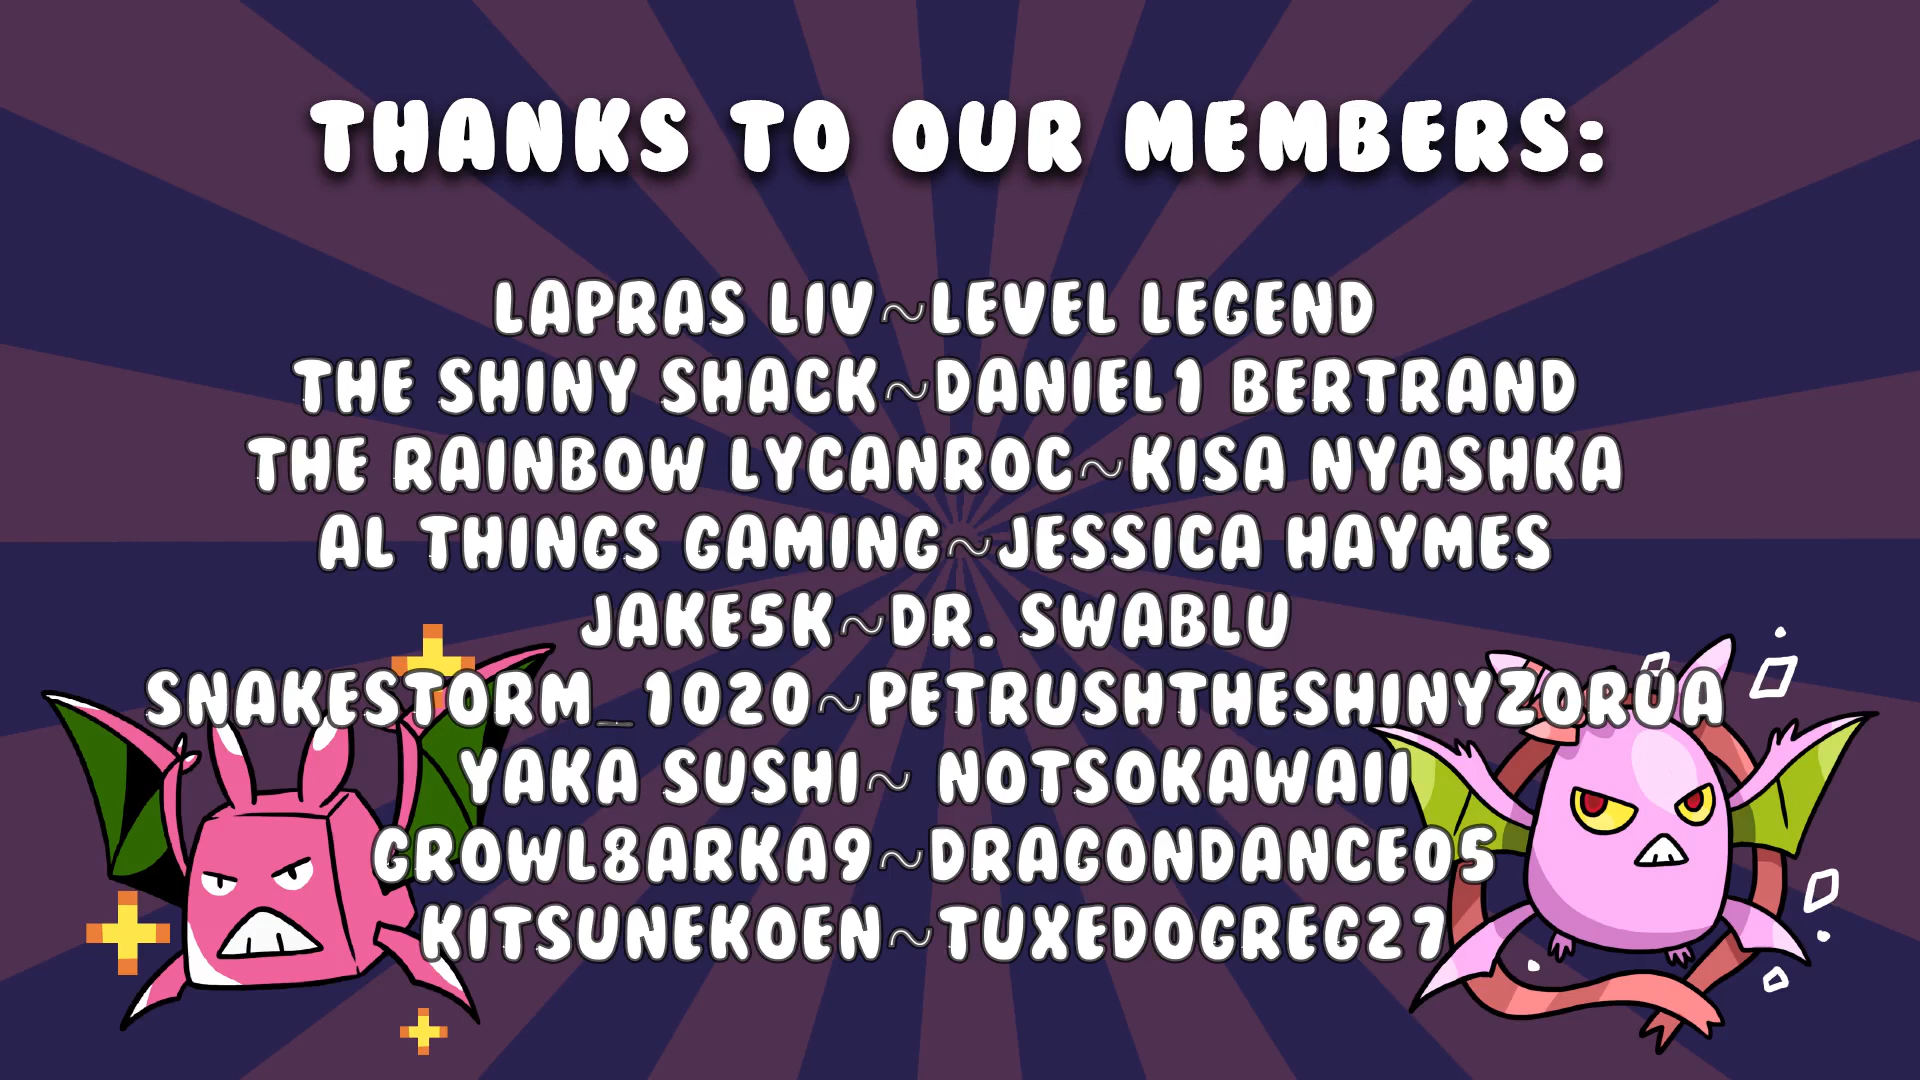 THANKS TO OUR MEMBERS:
LAPRAS LIV~LEVEL LEGEND
THE SHINY SHACK~DANIEL1 BERTRAND
THE RAINBOW LYCANROC~KISA NYASHKA
AL THINGS GAMING~JESSICA HAYMES
JAKE5K~DR. SWABLU
SNAKESTORM_1020~PETRUSHTHESHINYZORUA
YAKA SUSHI~ NOTSOKAWAII
GROWL8ARKA9~DRAGONDANCE05
KITSUNEKOEN~TUXEDOGREG27